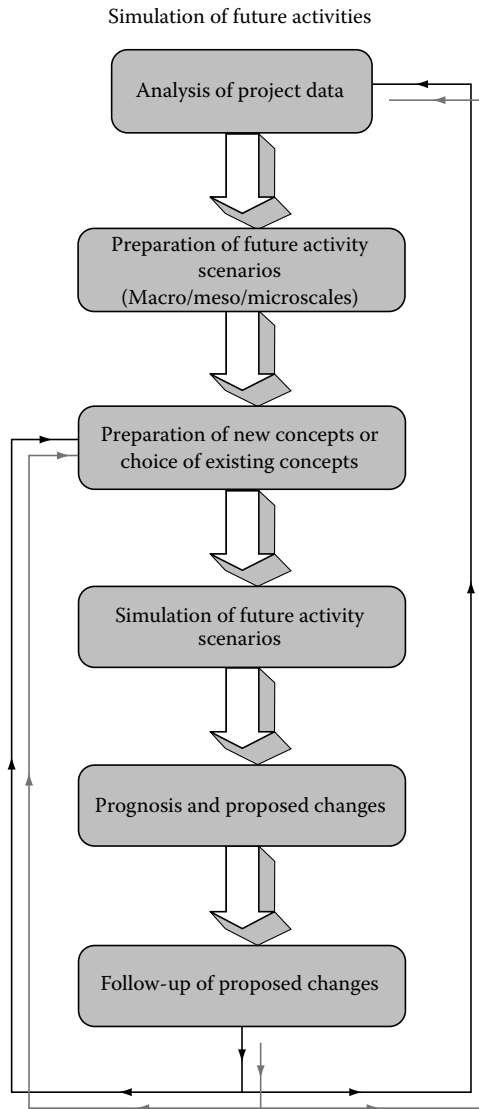 Simulation of future activities
Analysis of project data
Preparation of future activity
scenarios
(Macro/meso/microscales)
Preparation of new concepts or
choice of existing concepts
Simulation of future activity
scenarios
Prognosis and proposed changes
Follow-up of proposed changes